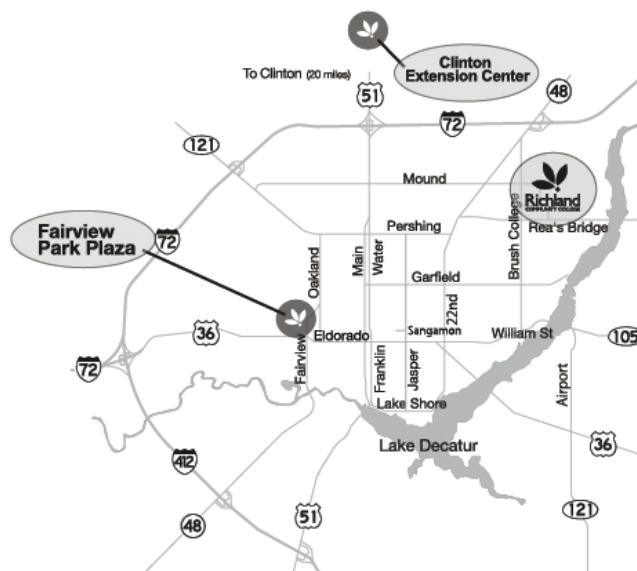 Clinton
Extension Center
To Clinton (20 miles)
51
48
72
121
Mound
Richland
COMMUNITY COLLEGE
Pershing
Rea's Bridge
Fairview
Park Plaza
72
Oakland
Main
Water
Brush College
Garfield
22nd
36
Eldorado
Sangamon
William St
105
72
Fairview
Franklin
Jasper
Airport
Lake Shore
Lake Decatur
36
412
48
51
121